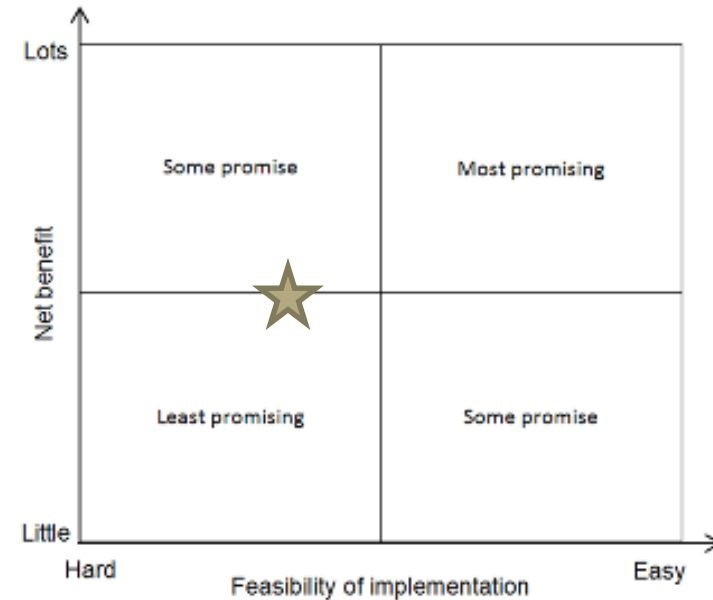 Lots
Some promise
Most promising
Net benefit
Least promising
Some promise
Little
Hard
Easy
Feasibility of implementation